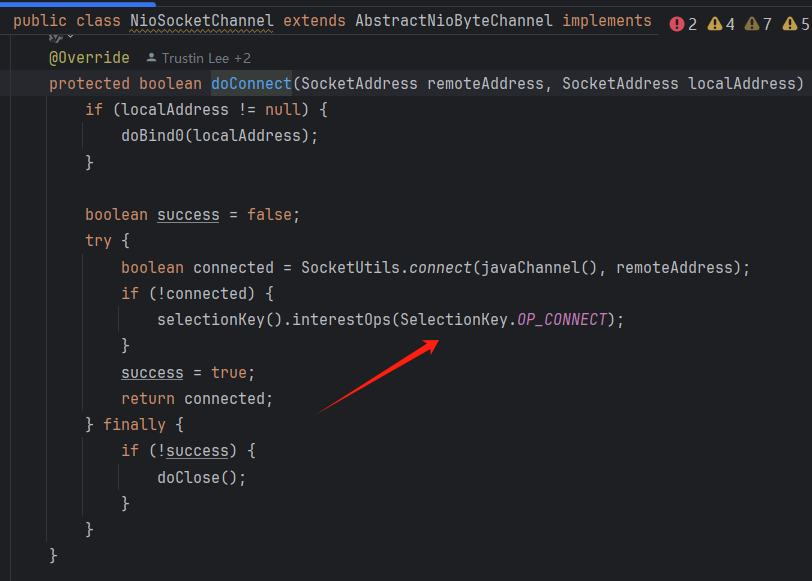 public class NioSocketChannel extends AbstractNioByteChannel implements 2 4 7 5
@Override Trustin Lee +2
protected boolean doConnect(SocketAddress remoteAddress, SocketAddress localAddress)
if (localAddress != null) {
doBind0(localAddress);
}
boolean success = false;
try {
boolean connected = SocketUtils.connect(javaChannel(), remoteAddress);
if (!connected) {
selectionKey().interestOps(SelectionKey.OP_CONNECT);
}
success = true;
return connected;
} finally {
if (!success) {
doClose();
}
}
}